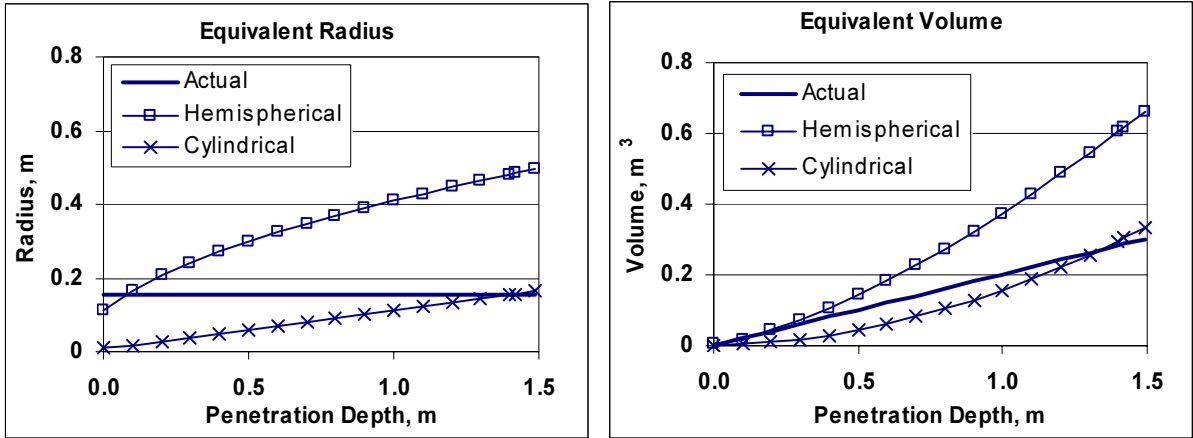 Equivalent Radius
0.8
0.6
0.4
0.2
0
Radius, m
Actual
Hemispherical
Cylindrical
0.0 0.5 1.0 1.5
Penetration Depth, m
Equivalent Volume
0.8
0.6
0.4
0.2
0
Volume, m³
Actual
Hemispherical
Cylindrical
0.0 0.5 1.0 1.5
Penetration Depth, m